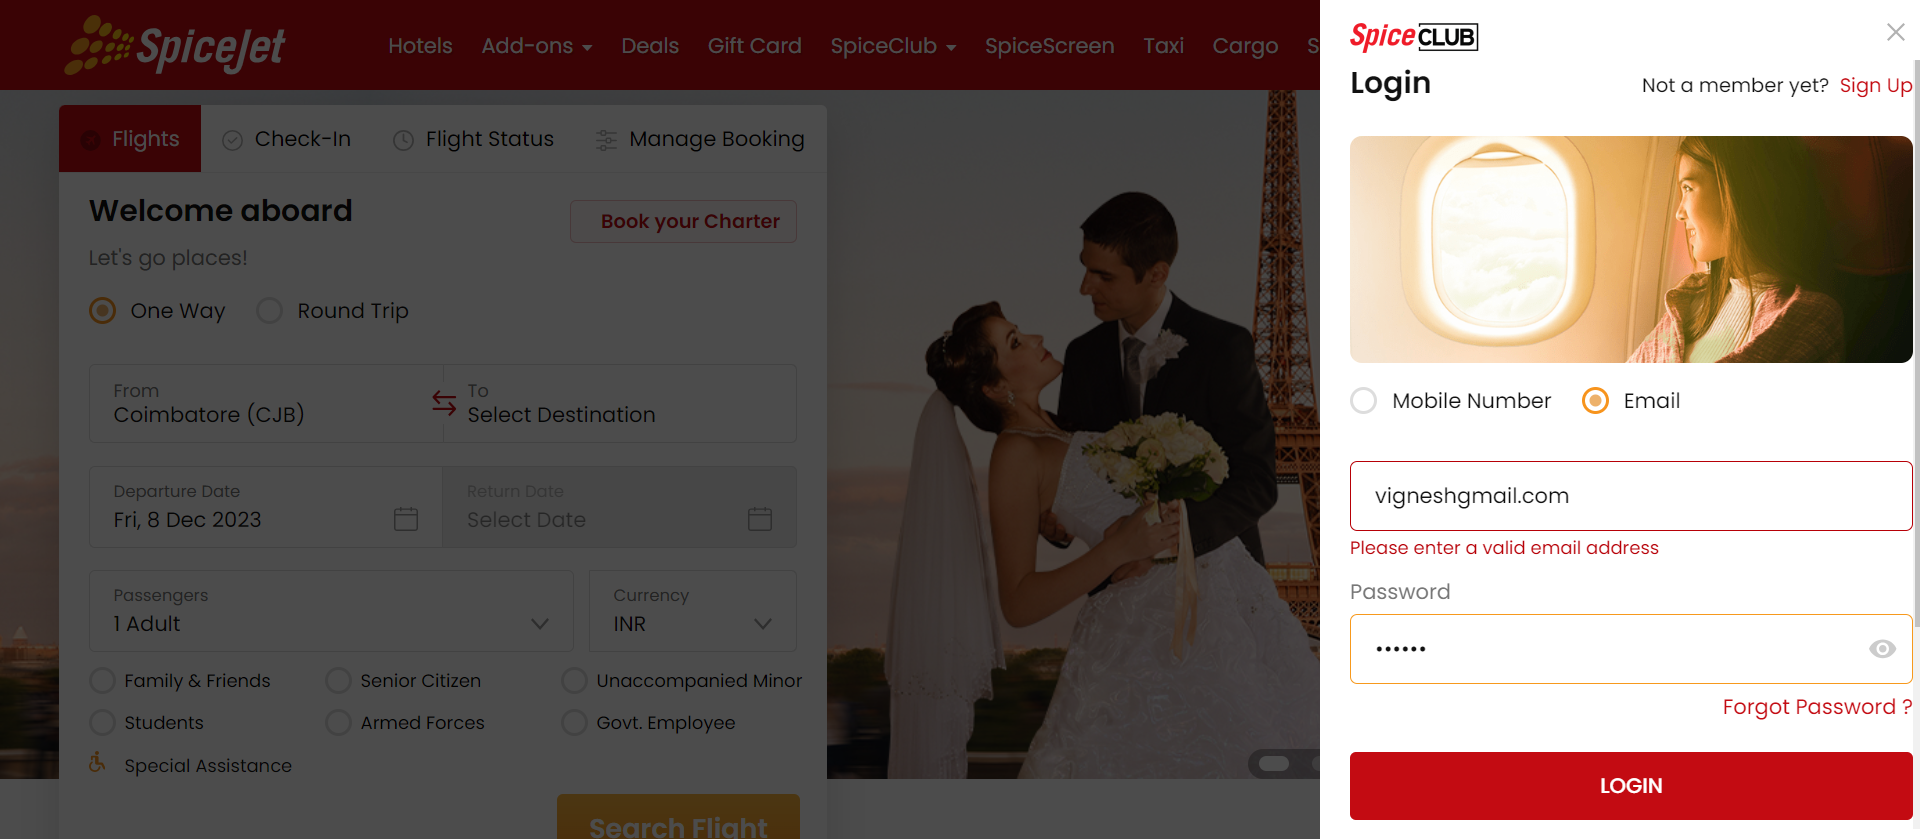 SpiceJet
Hotels Add-ons Deals Gift Card SpiceClub SpiceScreen Taxi Cargo S
Flights Check-In Flight Status Manage Booking
Welcome aboard
Book your Charter
Let's go places!
One Way Round Trip
From
Coimbatore (CJB)
To
Select Destination
Departure Date
Fri, 8 Dec 2023
Return Date
Select Date
Passengers
1 Adult
Currency
INR
Family & Friends Senior Citizen Unaccompanied Minor
Students Armed Forces Govt. Employee
Special Assistance
Search Flight
Spice CLUB
Login
Not a member yet? Sign Up
Mobile Number Email
vigneshgmail.com
Please enter a valid email address
Password
••••••
Forgot Password ?
LOGIN